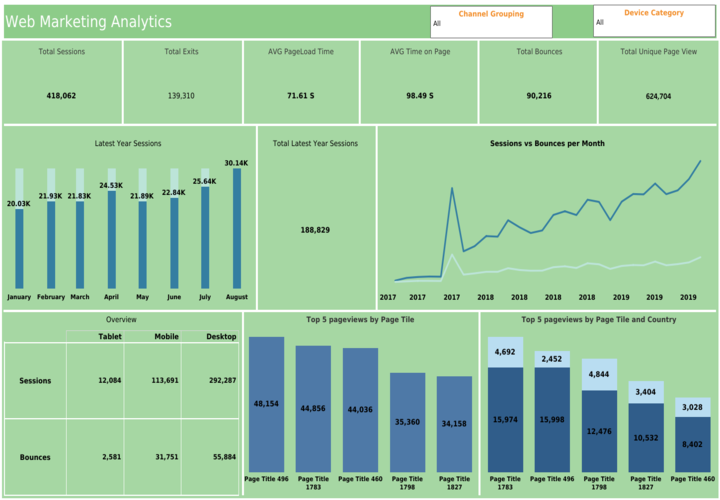 Web Marketing Analytics
Channel Grouping
All
Device Category
All
Total Sessions
418,062
Total Exits
139,310
AVG PageLoad Time
71.61 S
AVG Time on Page
98.49 S
Total Bounces
90,216
Total Unique Page View
624,704
Latest Year Sessions
20.03K 21.93K 21.83K 24.53K 21.89K 22.84K 25.64K 30.14K
January February March April May June July August
Total Latest Year Sessions
188,829
Sessions vs Bounces per Month
2017 2017 2017 2018 2018 2018 2018 2019 2019 2019
Overview
Tablet Mobile Desktop
Sessions 12,084 113,691 292,287
Bounces 2,581 31,751 55,884
Top 5 pageviews by Page Tile
48,154 44,856 44,036 35,360 34,158
Page Title 496 Page Title 1783 Page Title 460 Page Title 1798 Page Title 1827
Top 5 pageviews by Page Tile and Country
4,692 2,452 4,844 3,404 3,028
15,974 15,998 12,476 10,532 8,402
Page Title 1783 Page Title 496 Page Title 1798 Page Title 1827 Page Title 460